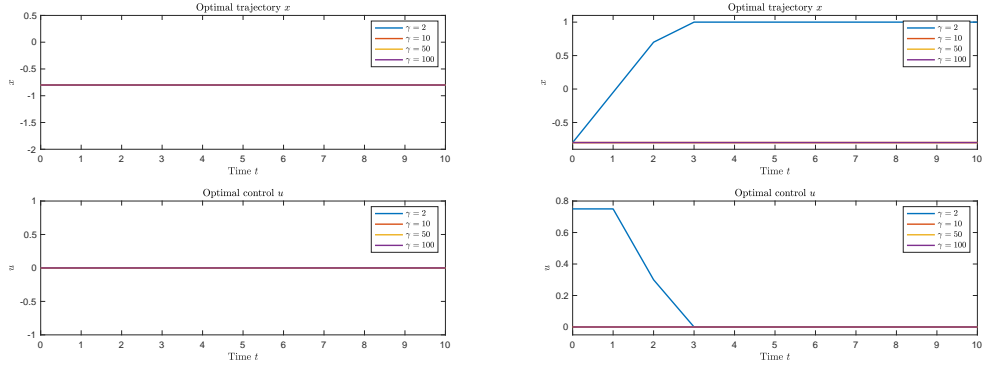 Optimal trajectory x
0.5
0
-0.5
-1
-1.5
-2
x
0 1 2 3 4 5 6 7 8 9 10
Time t
γ = 2
γ = 10
γ = 50
γ = 100
Optimal trajectory x
1
0.5
0
-0.5
x
0 1 2 3 4 5 6 7 8 9 10
Time t
γ = 2
γ = 10
γ = 50
γ = 100
Optimal control u
1
0.5
0
-0.5
-1
u
0 1 2 3 4 5 6 7 8 9 10
Time t
γ = 2
γ = 10
γ = 50
γ = 100
Optimal control u
0.8
0.6
0.4
0.2
0
u
0 1 2 3 4 5 6 7 8 9 10
Time t
γ = 2
γ = 10
γ = 50
γ = 100